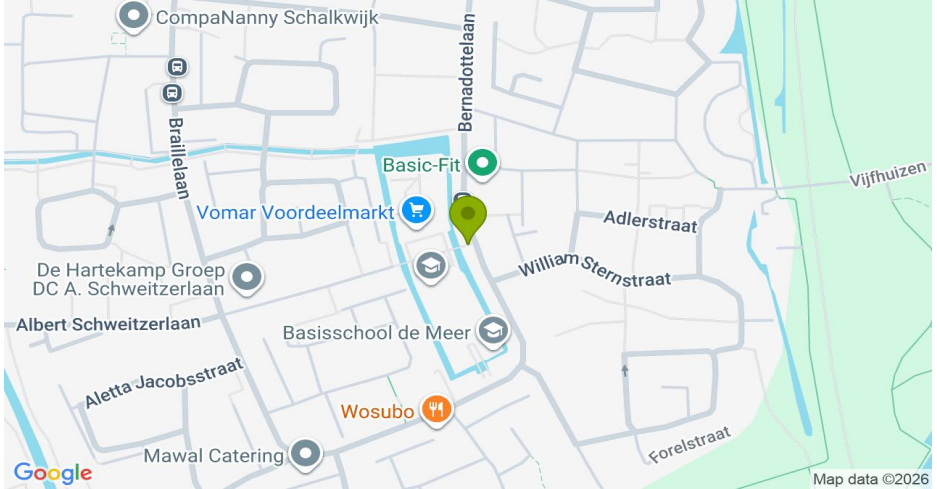 CompaNanny Schalkwijk
Bernadottelaan
Braillelaan
Basic-Fit
Vijfhuizen
Vomar Voordeelmarkt
Adlerstraat
De Hartekamp Groep
DC A. Schweitzerlaan
William Sternstraat
Albert Schweitzerlaan
Basisschool de Meer
Aletta Jacobsstraat
Wosubo
Forelstraat
Mawal Catering
Google
Map data ©2026